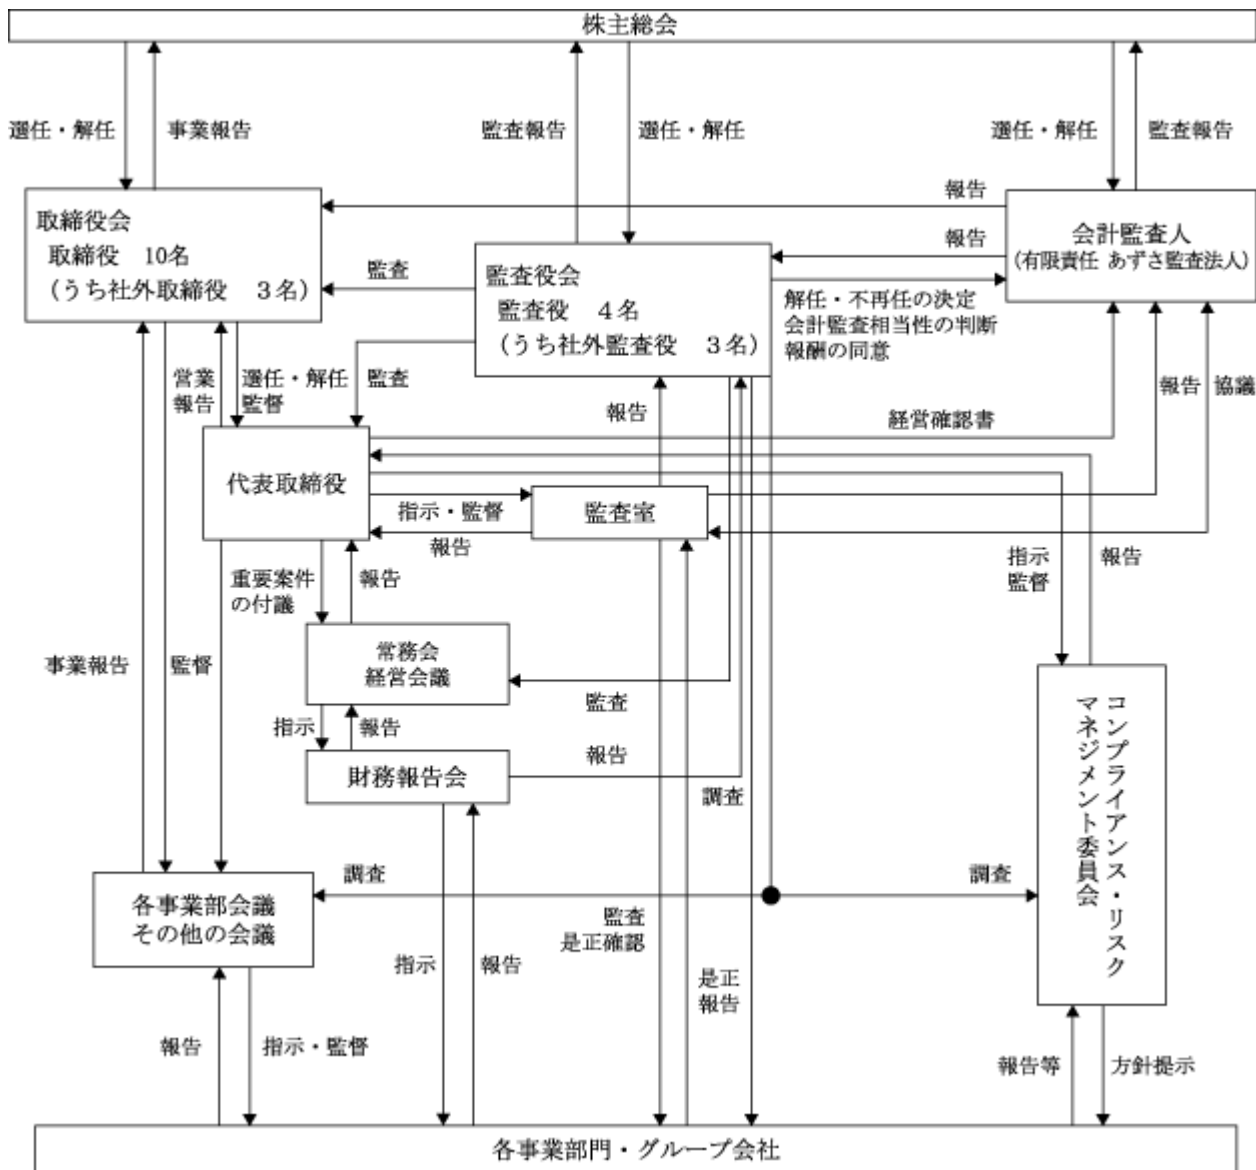 株主総会
選任・解任
事業報告
監査報告
選任・解任
選任・解任
監査報告
取締役会
取締役　10名
（うち社外取締役　３名）
監査
監査役会
監査役　４名
（うち社外監査役　３名）
報告
報告
会計監査人
（有限責任 あずさ監査法人）
解任・不再任の決定
会計監査相当性の判断
報酬の同意
営業
報告
選任・解任
監督
監査
報告
経営確認書
報告
協議
代表取締役
指示・監督
報告
監査室
重要案件
の付議
報告
指示
監督
報告
事業報告
監督
常務会
経営会議
監査
指示
報告
財務報告会
報告
調査
コンプライアンス・リスク
マネジメント委員会
調査
調査
各事業部会議
その他の会議
監査
是正確認
指示
報告
是正
報告
報告
指示・監督
報告等
方針提示
各事業部門・グループ会社